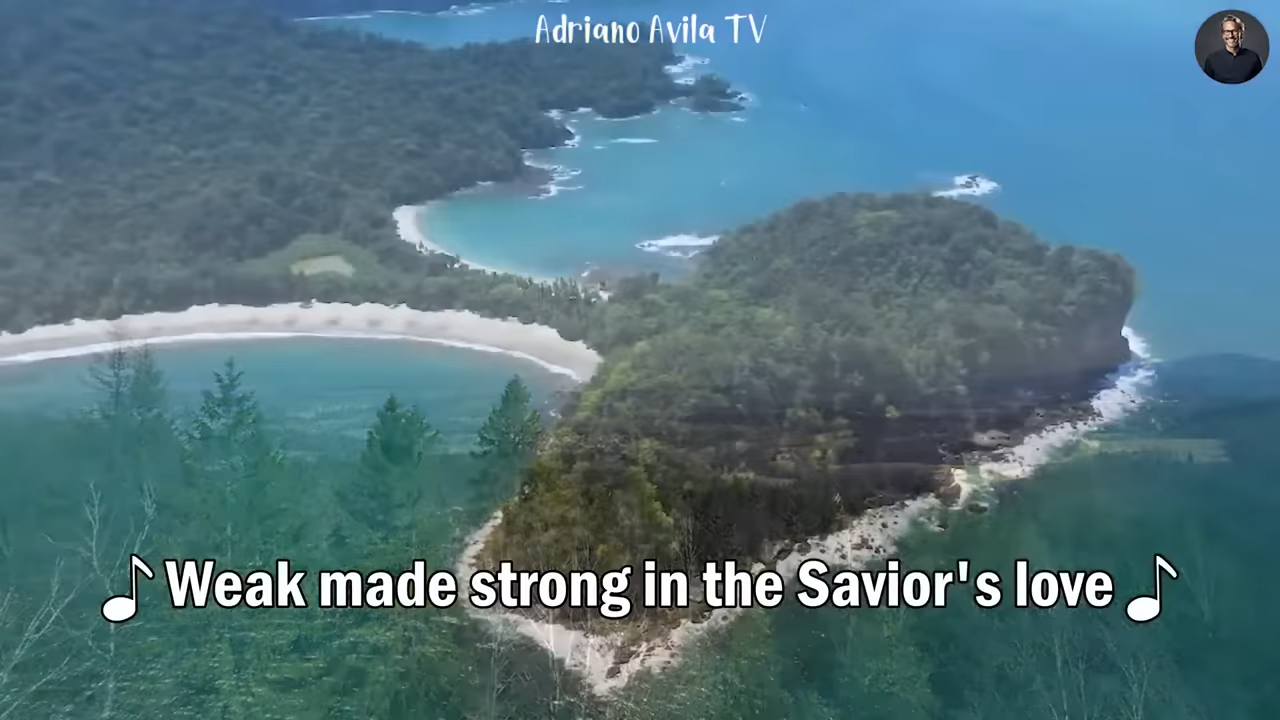 Adriano Avila TV
♪ Weak made strong in the Savior's love ♪